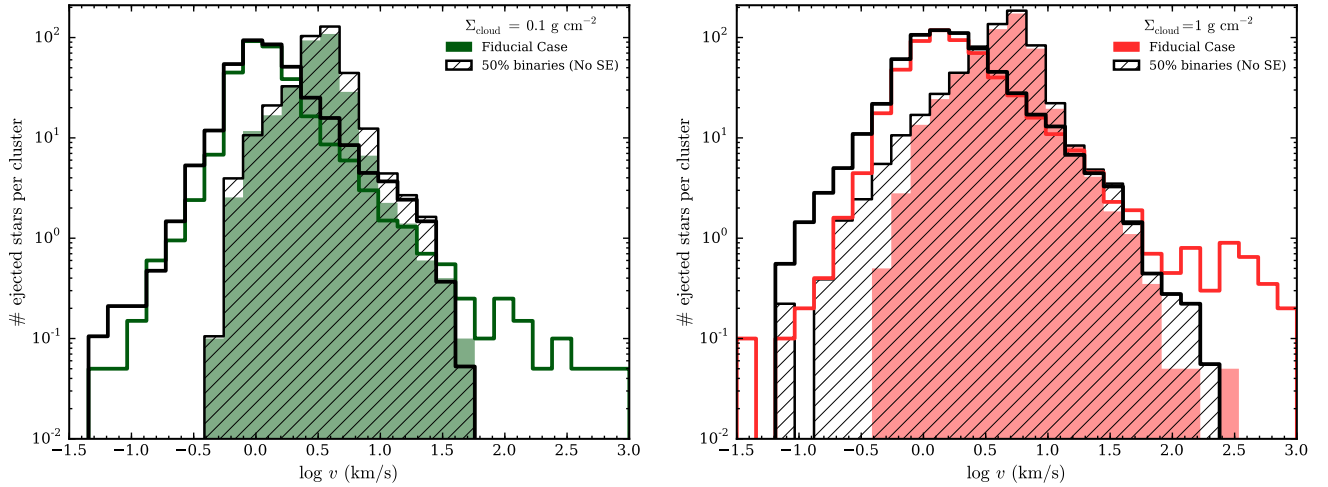 Σcloud = 0.1 g cm⁻²
Fiducial Case
50% binaries (No SE)
# ejected stars per cluster
10²
10¹
10⁰
10⁻¹
10⁻²
−1.5 −1.0 −0.5 0.0 0.5 1.0 1.5 2.0 2.5 3.0
log v (km/s)
Σcloud =1 g cm⁻²
Fiducial Case
50% binaries (No SE)
# ejected stars per cluster
10²
10¹
10⁰
10⁻¹
10⁻²
−1.5 −1.0 −0.5 0.0 0.5 1.0 1.5 2.0 2.5 3.0
log v (km/s)